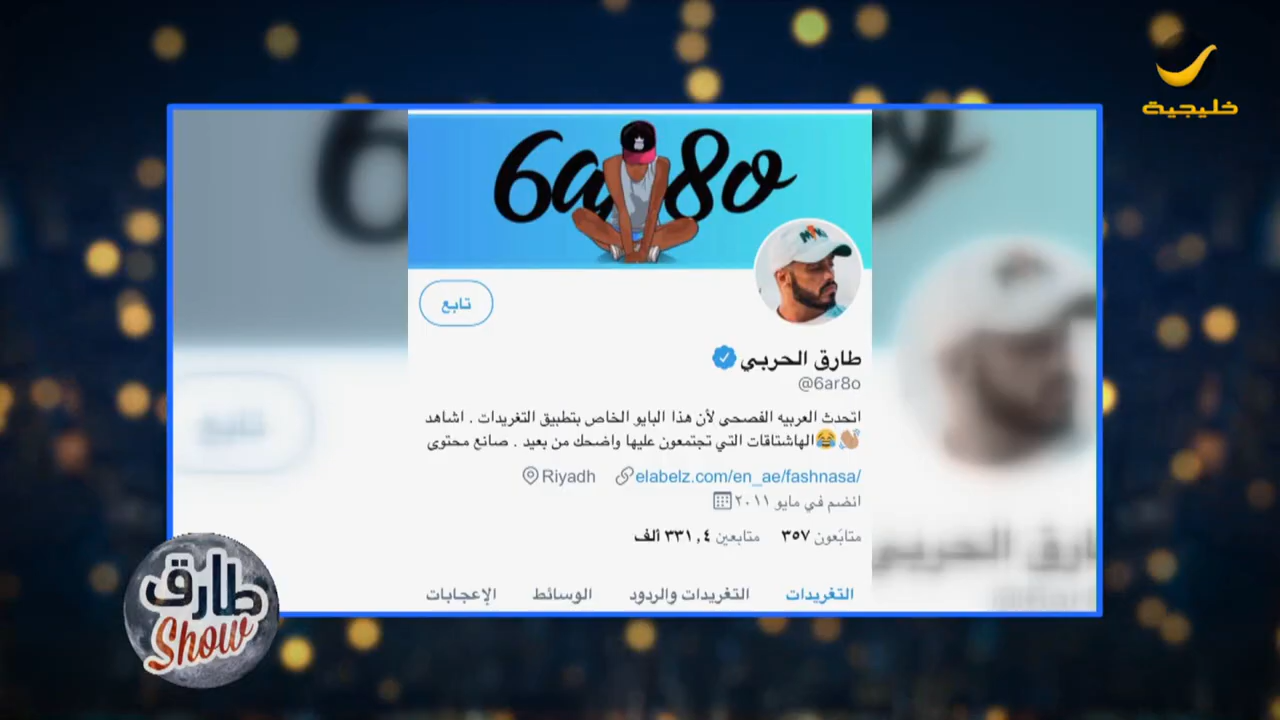 خليجية
6ar8o
تابع
طارق الحربي
@6ar8o
اتحدث العربيه الفصحى لأن هذا البايو الخاص بتطبيق التغريدات . اشاهد
الهاشتاقات التي تجتمعون عليها واضحك من بعيد . صانع محتوى
Riyadh elabelz.com/en_ae/fashnasa/
انضم في مايو ٢٠١١
٣٥٧ متابَعون ٣٣١,٤ ألف متابعين
التغريدات التغريدات والردود الوسائط الإعجابات
طارق
Show